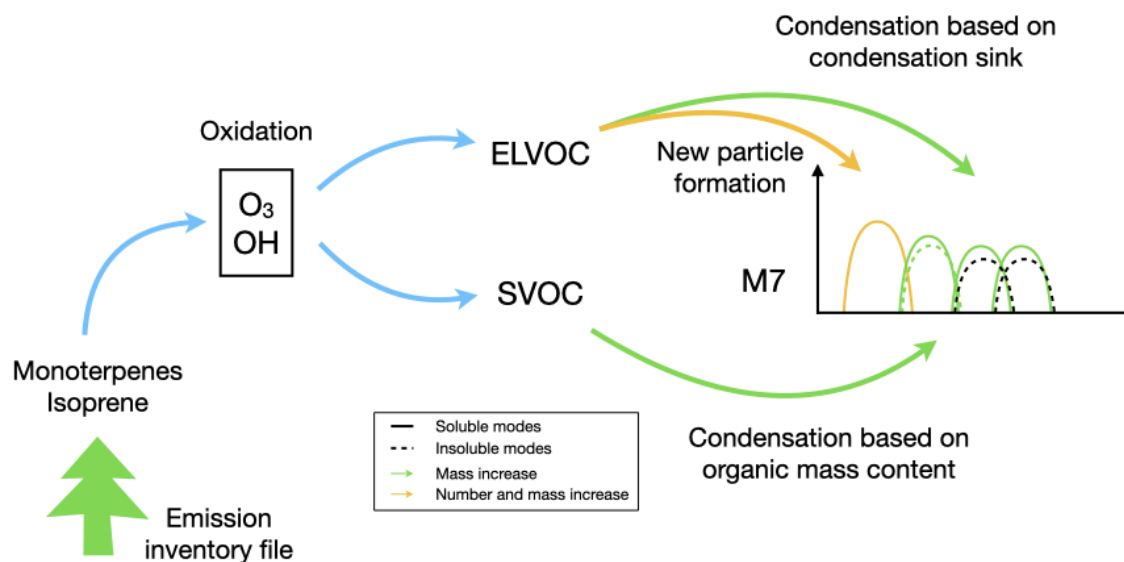 Condensation based on
condensation sink
Oxidation
O₃
OH
ELVOC
New particle
formation
SVOC
M7
Monoterpenes
Isoprene
Soluble modes
Insoluble modes
Mass increase
Number and mass increase
Condensation based on
organic mass content
Emission
inventory file